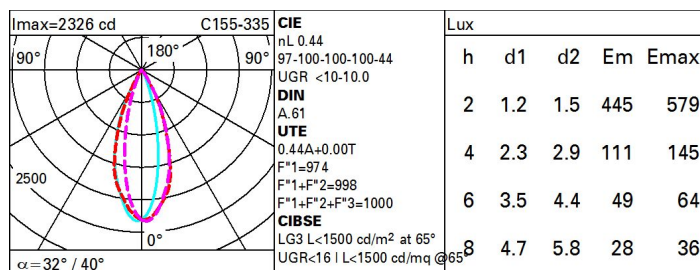 Imax=2326 cd C155-335
90° 180° 90°
2500
0°
α=32° / 40°
CIE
nL 0.44
97-100-100-100-44
UGR <10-10.0
DIN
A.61
UTE
0.44A+0.00T
F"1=974
F"1+F"2=998
F"1+F"2+F"3=1000
CIBSE
LG3 L<1500 cd/m² at 65°
UGR<16 | L<1500 cd/mq @65°
Lux
h d1 d2 Em Emax
2 1.2 1.5 445 579
4 2.3 2.9 111 145
6 3.5 4.4 49 64
8 4.7 5.8 28 36